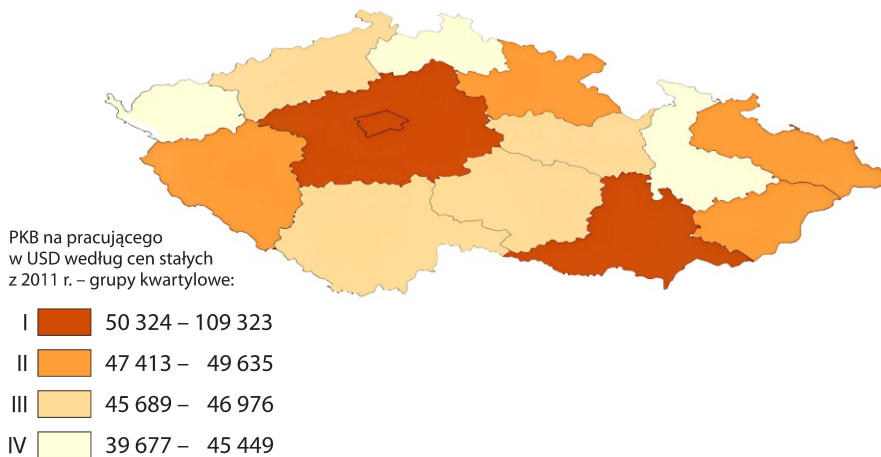 PKB na pracującego
w USD według cen stałych
z 2011 r. – grupy kwartylowe:
I 50 324 – 109 323
II 47 413 – 49 635
III 45 689 – 46 976
IV 39 677 – 45 449